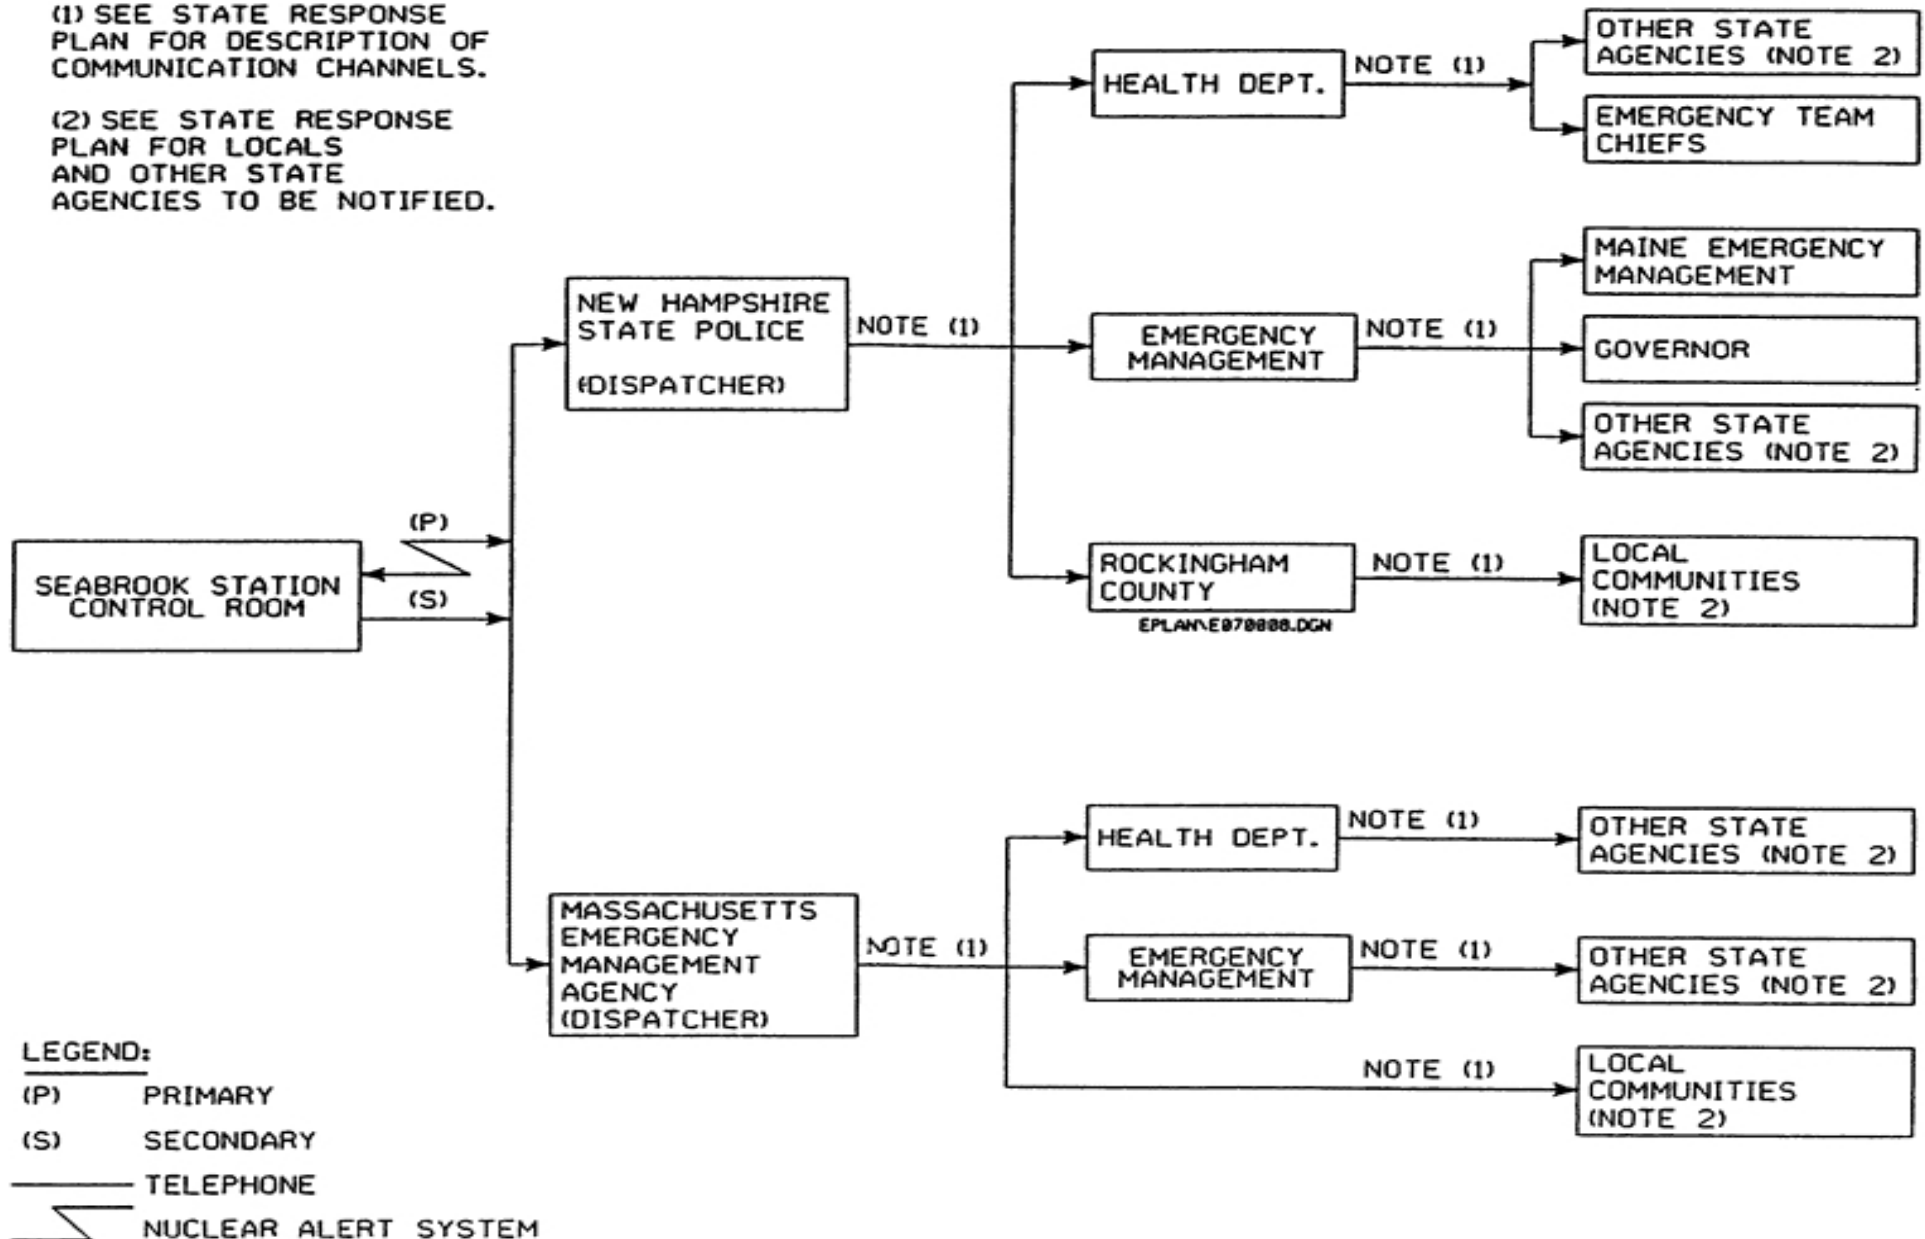 (1) SEE STATE RESPONSE
PLAN FOR DESCRIPTION OF
COMMUNICATION CHANNELS.
(2) SEE STATE RESPONSE
PLAN FOR LOCALS
AND OTHER STATE
AGENCIES TO BE NOTIFIED.
SEABROOK STATION
CONTROL ROOM
(P)
(S)
NEW HAMPSHIRE
STATE POLICE
(DISPATCHER)
NOTE (1)
HEALTH DEPT.
NOTE (1)
OTHER STATE
AGENCIES (NOTE 2)
EMERGENCY TEAM
CHIEFS
EMERGENCY
MANAGEMENT
NOTE (1)
MAINE EMERGENCY
MANAGEMENT
GOVERNOR
OTHER STATE
AGENCIES (NOTE 2)
ROCKINGHAM
COUNTY
NOTE (1)
LOCAL
COMMUNITIES
(NOTE 2)
MASSACHUSETTS
EMERGENCY
MANAGEMENT
AGENCY
(DISPATCHER)
NOTE (1)
HEALTH DEPT.
NOTE (1)
OTHER STATE
AGENCIES (NOTE 2)
EMERGENCY
MANAGEMENT
NOTE (1)
OTHER STATE
AGENCIES (NOTE 2)
NOTE (1)
LOCAL
COMMUNITIES
(NOTE 2)
LEGEND:
(P) PRIMARY
(S) SECONDARY
TELEPHONE
NUCLEAR ALERT SYSTEM